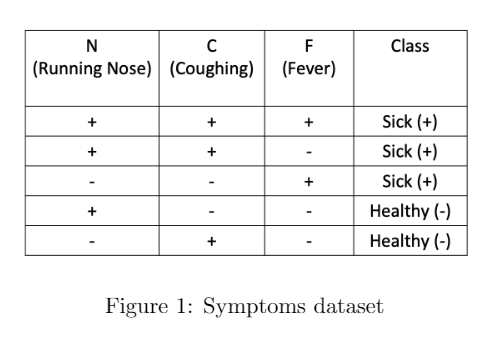 N C F Class
(Running Nose) (Coughing) (Fever)
+ + + Sick (+)
+ + - Sick (+)
- - + Sick (+)
+ - - Healthy (-)
- + - Healthy (-)
Figure 1: Symptoms dataset